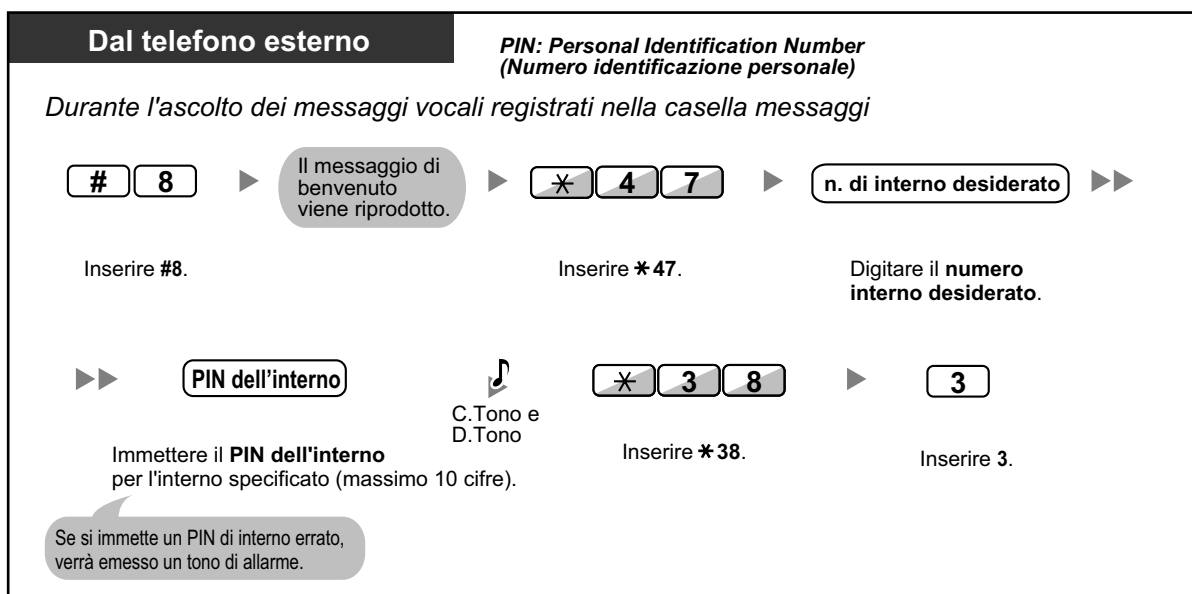 Dal telefono esterno
PIN: Personal Identification Number
(Numero identificazione personale)
Durante l'ascolto dei messaggi vocali registrati nella casella messaggi
# 8
Il messaggio di
benvenuto
viene riprodotto.
* 4 7
n. di interno desiderato
Inserire #8.
Inserire *47.
Digitare il numero
interno desiderato.
PIN dell'interno
C.Tono e
D.Tono
* 3 8
3
Immettere il PIN dell'interno
per l'interno specificato (massimo 10 cifre).
Inserire *38.
Inserire 3.
Se si immette un PIN di interno errato,
verrà emesso un tono di allarme.